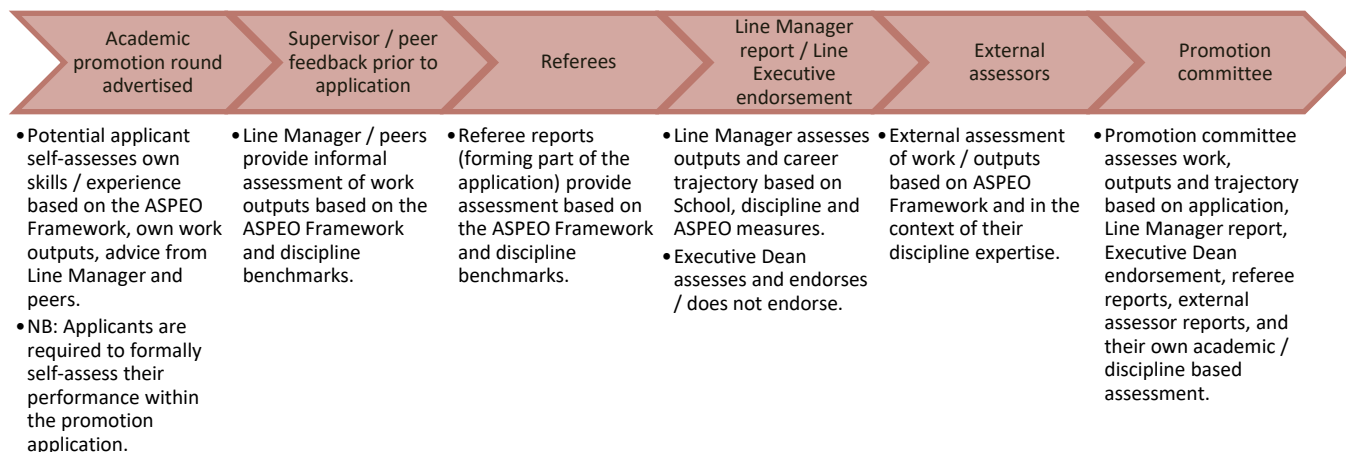 Academic
promotion round
advertised
Supervisor / peer
feedback prior to
application
Referees
Line Manager
report / Line
Executive
endorsement
External
assessors
Promotion
committee
•Potential applicant
self-assesses own
skills / experience
based on the ASPEO
Framework, own work
outputs, advice from
Line Manager and
peers.
•NB: Applicants are
required to formally
self-assess their
performance within
the promotion
application.
•Line Manager / peers
provide informal
assessment of work
outputs based on the
ASPEO Framework
and discipline
benchmarks.
•Referee reports
(forming part of the
application) provide
assessment based on
the ASPEO Framework
and discipline
benchmarks.
•Line Manager assesses
outputs and career
trajectory based on
School, discipline and
ASPEO measures.
•Executive Dean
assesses and endorses
/ does not endorse.
•External assessment
of work / outputs
based on ASPEO
Framework and in the
context of their
discipline expertise.
•Promotion committee
assesses work,
outputs and trajectory
based on application,
Line Manager report,
Executive Dean
endorsement, referee
reports, external
assessor reports, and
their own academic /
discipline based
assessment.